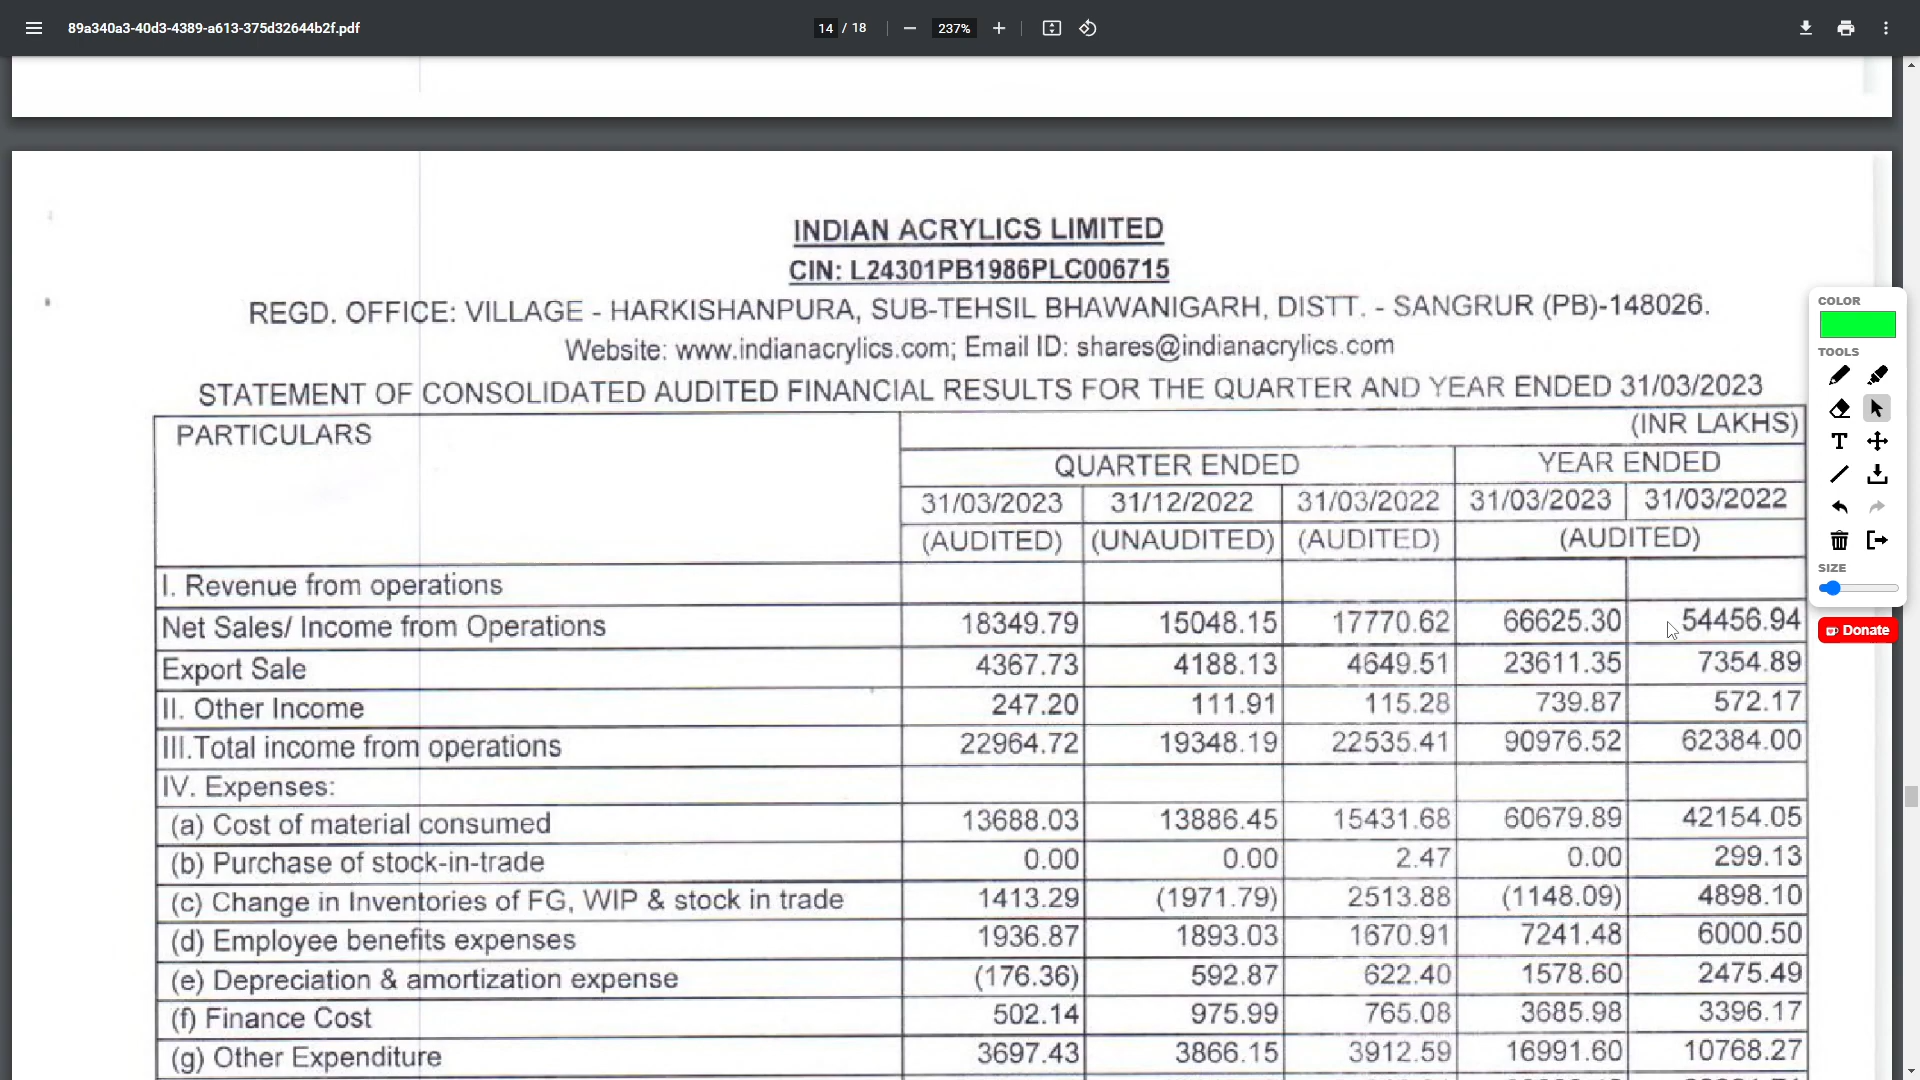 89a340a3-40d3-4389-a613-375d32644b2f.pdf
14 / 18
237%
INDIAN ACRYLICS LIMITED
CIN: L24301PB1986PLC006715
REGD. OFFICE: VILLAGE - HARKISHANPURA, SUB-TEHSIL BHAWANIGARH, DISTT. - SANGRUR (PB)-148026.
Website: www.indianacrylics.com; Email ID: shares@indianacrylics.com
STATEMENT OF CONSOLIDATED AUDITED FINANCIAL RESULTS FOR THE QUARTER AND YEAR ENDED 31/03/2023
PARTICULARS (INR LAKHS)
QUARTER ENDED YEAR ENDED
31/03/2023 31/12/2022 31/03/2022 31/03/2023 31/03/2022
(AUDITED) (UNAUDITED) (AUDITED) (AUDITED)
I. Revenue from operations
Net Sales/ Income from Operations 18349.79 15048.15 17770.62 66625.30 54456.94
Export Sale 4367.73 4188.13 4649.51 23611.35 7354.89
II. Other Income 247.20 111.91 115.28 739.87 572.17
III.Total income from operations 22964.72 19348.19 22535.41 90976.52 62384.00
IV. Expenses:
(a) Cost of material consumed 13688.03 13886.45 15431.68 60679.89 42154.05
(b) Purchase of stock-in-trade 0.00 0.00 2.47 0.00 299.13
(c) Change in Inventories of FG, WIP & stock in trade 1413.29 (1971.79) 2513.88 (1148.09) 4898.10
(d) Employee benefits expenses 1936.87 1893.03 1670.91 7241.48 6000.50
(e) Depreciation & amortization expense (176.36) 592.87 622.40 1578.60 2475.49
(f) Finance Cost 502.14 975.99 765.08 3685.98 3396.17
(g) Other Expenditure 3697.43 3866.15 3912.59 16991.60 10768.27
COLOR
TOOLS
T
SIZE
Donate